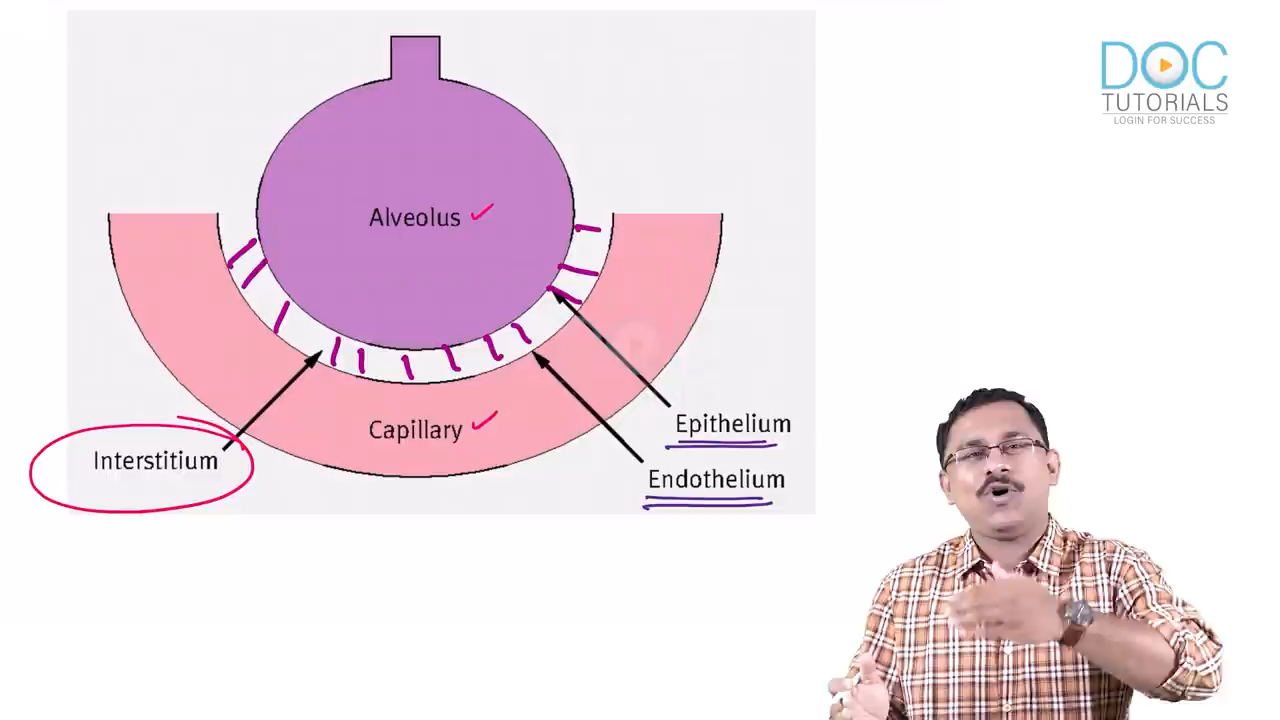 DOC
TUTORIALS
LOGIN FOR SUCCESS
Alveolus
Capillary
Epithelium
Interstitium
Endothelium